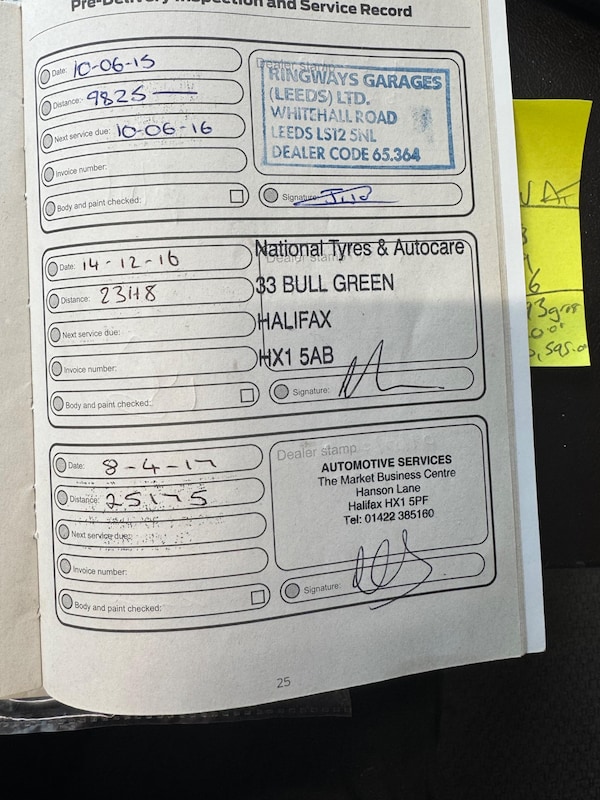 Pre-Delivery Inspection and Service Record
Date: 10-06-15
Distance: 9825
Next service due: 10-06-16
Invoice number:
Body and paint checked:
Dealer stamp
RINGWAYS GARAGES
(LEEDS) LTD.
WHITEHALL ROAD
LEEDS LS12 5NL
DEALER CODE 65.364
Signature:
Date: 14-12-16
Distance: 23118
Next service due:
Invoice number:
Body and paint checked:
Dealer stamp
National Tyres & Autocare
33 BULL GREEN
HALIFAX
HX1 5AB
Signature:
Date: 8-4-17
Distance: 25175
Next service due:
Invoice number:
Body and paint checked:
Dealer stamp
AUTOMOTIVE SERVICES
The Market Business Centre
Hanson Lane
Halifax HX1 5PF
Tel: 01422 385160
Signature:
25